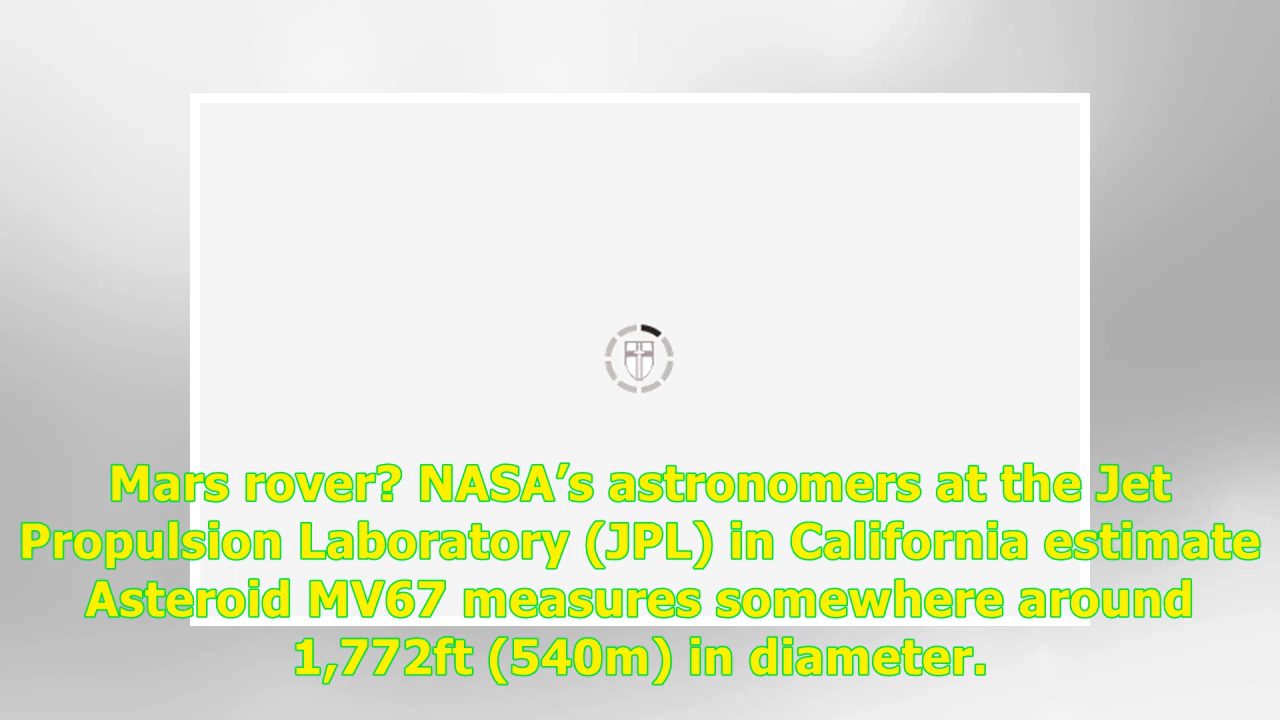 Mars rover? NASA’s astronomers at the Jet
Propulsion Laboratory (JPL) in California estimate
Asteroid MV67 measures somewhere around
1,772ft (540m) in diameter.